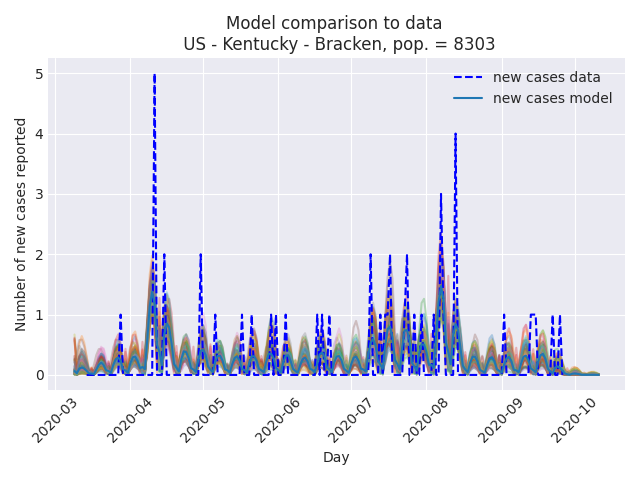 Model comparison to data
US - Kentucky - Bracken, pop. = 8303
new cases data
new cases model
Number of new cases reported
5
4
3
2
1
0
2020-03
2020-04
2020-05
2020-06
2020-07
2020-08
2020-09
2020-10
Day